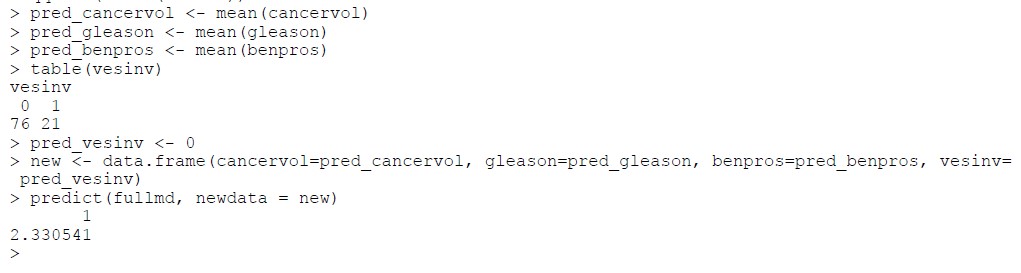 > pred_cancervol <- mean(cancervol)
> pred_gleason <- mean(gleason)
> pred_benpros <- mean(benpros)
> table(vesinv)
vesinv
 0  1
76 21
> pred_vesinv <- 0
> new <- data.frame(cancervol=pred_cancervol, gleason=pred_gleason, benpros=pred_benpros, vesinv=
 pred_vesinv)
> predict(fullmd, newdata = new)
       1
2.330541
>